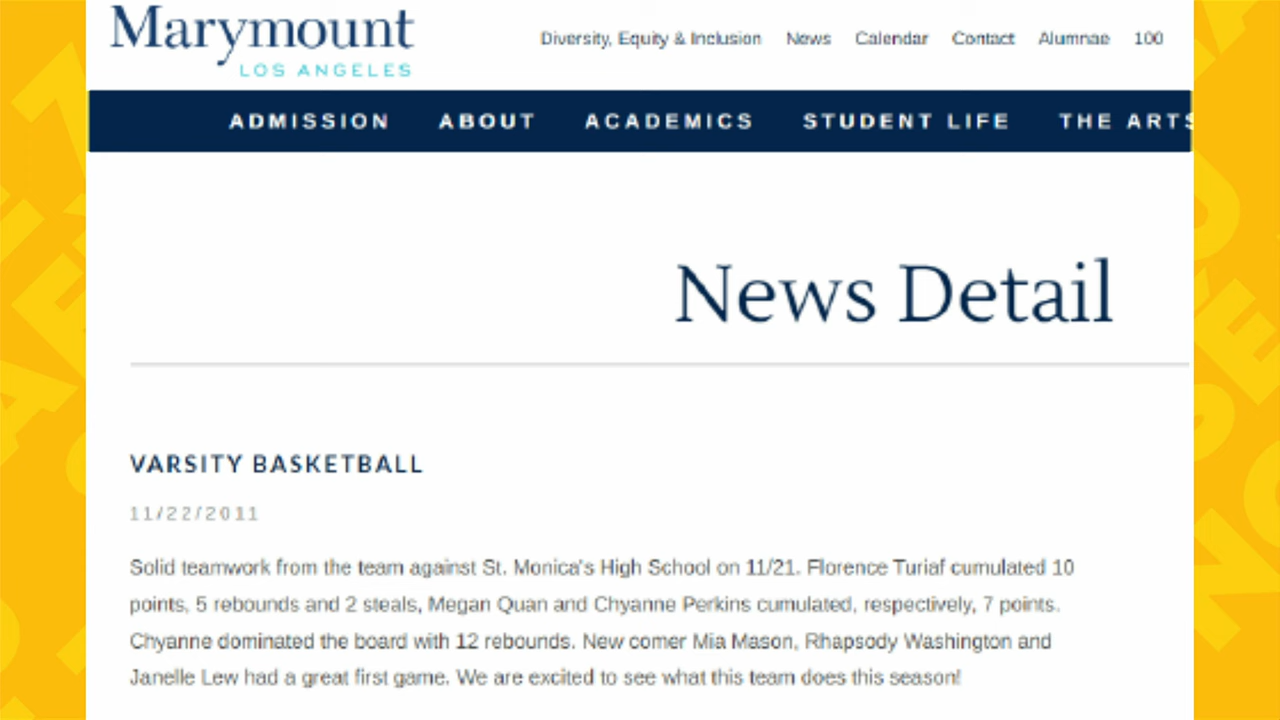 Marymount
LOS ANGELES
Diversity, Equity & Inclusion News Calendar Contact Alumnae 100
ADMISSION ABOUT ACADEMICS STUDENT LIFE THE ARTS
News Detail
VARSITY BASKETBALL
11/22/2011
Solid teamwork from the team against St. Monica's High School on 11/21. Florence Turiaf cumulated 10
points, 5 rebounds and 2 steals, Megan Quan and Chyanne Perkins cumulated, respectively, 7 points.
Chyanne dominated the board with 12 rebounds. New comer Mia Mason, Rhapsody Washington and
Janelle Lew had a great first game. We are excited to see what this team does this season!